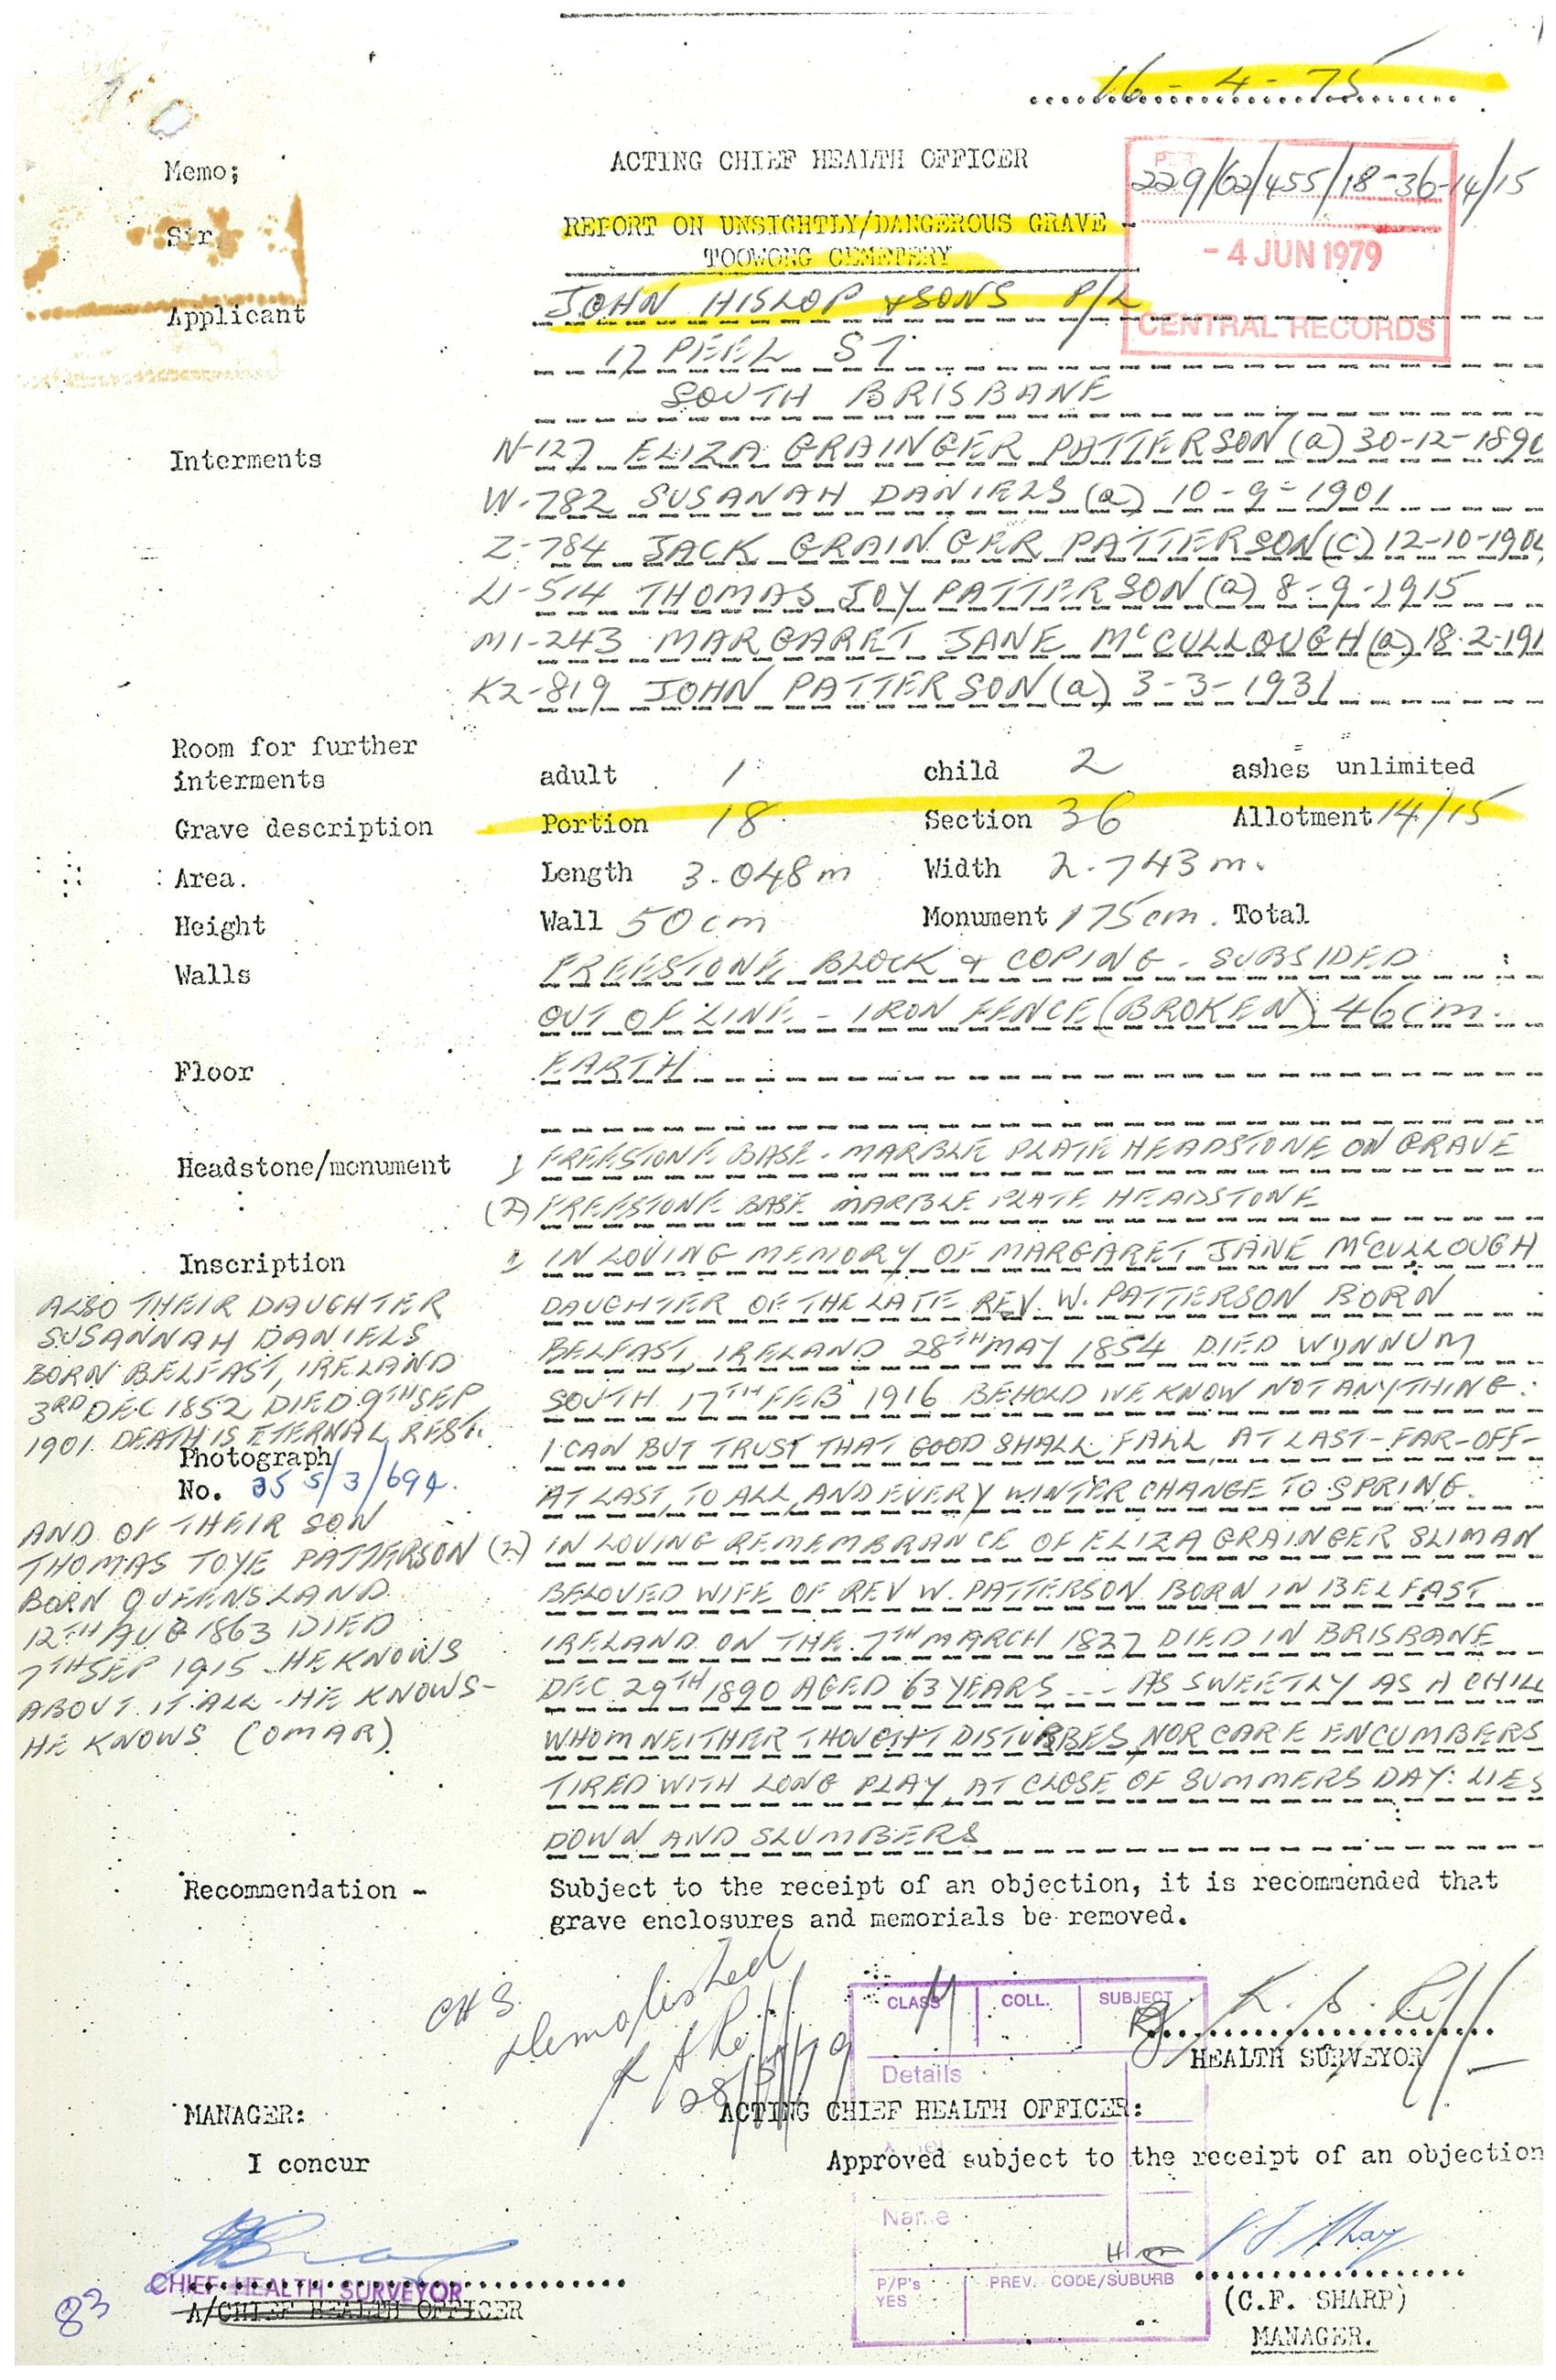 16-4-75
ACTING CHIEF HEALTH OFFICER
Memo;
229/62/455/18-36-14/15
Sir,
REPORT ON UNSIGHTLY/DANGEROUS GRAVE -
TOOWONG CEMETERY
- 4 JUN 1979
CENTRAL RECORDS
Applicant
JOHN HISLOP & SONS P/L
17 PEEL ST
SOUTH BRISBANE
Interments
N-127 ELIZA GRAINGER PATTERSON (a) 30-12-1890
W-782 SUSANAH DANIELS (a) 10-9-1901
Z-784 JACK GRAINGER PATTERSON (C) 12-10-190
L1-514 THOMAS JOY PATTERSON (a) 8-9-1915
M1-243 MARGARET JANE McCULLOUGH (a) 18-2-191
K2-819 JOHN PATTERSON (a) 3-3-1931
Room for further
interments adult 1 child 2 ashes unlimited
Grave description Portion 18 Section 36 Allotment 14/15
Area. Length 3.048m Width 2.743m.
Height Wall 50cm Monument 175cm. Total
Walls FREESTONE BLOCK & COPING - SUBSIDED
OUT OF LINE - IRON FENCE (BROKEN) 46cm.
Floor EARTH
Headstone/monument 1) FREESTONE BASE - MARBLE PLATE HEADSTONE ON GRAVE
(2) FREESTONE BASE MARBLE PLATE HEADSTONE
Inscription 1) IN LOVING MEMORY OF MARGARET JANE McCULLOUGH
DAUGHTER OF THE LATE REV. W. PATTERSON BORN
BELFAST, IRELAND 28TH MAY 1854 DIED WYNNUM
SOUTH 17TH FEB 1916 BEHOLD WE KNOW NOT ANYTHING:
I CAN BUT TRUST THAT GOOD SHALL FALL AT LAST-FAR-OFF-
AT LAST, TO ALL, AND EVERY WINTER CHANGE TO SPRING.
(2) IN LOVING REMEMBRANCE OF ELIZA GRAINGER SLIMAN
BELOVED WIFE OF REV W. PATTERSON BORN IN BELFAST
IRELAND ON THE 7TH MARCH 1827 DIED IN BRISBANE
DEC 29TH 1890 AGED 63 YEARS --- AS SWEETLY AS A CHILD
WHOM NEITHER THOUGHT DISTURBES NOR CARE ENCUMBERS
TIRED WITH LONG PLAY, AT CLOSE OF SUMMERS DAY: LIES
DOWN AND SLUMBERS
ALSO THEIR DAUGHTER
SUSANNAH DANIELS
BORN BELFAST, IRELAND
3RD DEC 1852 DIED 9TH SEP
1901. DEATH IS ETERNAL REST.
Photograph
No. 355/3/694.
AND OF THEIR SON
THOMAS TOYE PATTERSON
BORN QUEENSLAND
12TH AUG 1863 DIED
7TH SEP 1915 - HE KNOWS
ABOUT IT ALL - HE KNOWS -
HE KNOWS (OMAR)
Recommendation - Subject to the receipt of an objection, it is recommended that
grave enclosures and memorials be removed.
CHS
demolished
CLASS COLL. SUBJECT
HEALTH SURVEYOR
Details
MANAGER: ACTING CHIEF HEALTH OFFICER:
I concur Approved subject to the receipt of an objection
Name
CHIEF HEALTH SURVEYOR
A/CHIEF HEALTH OFFICER
P/P's YES PREV. CODE/SUBURB
(C.F. SHARP)
MANAGER.
83